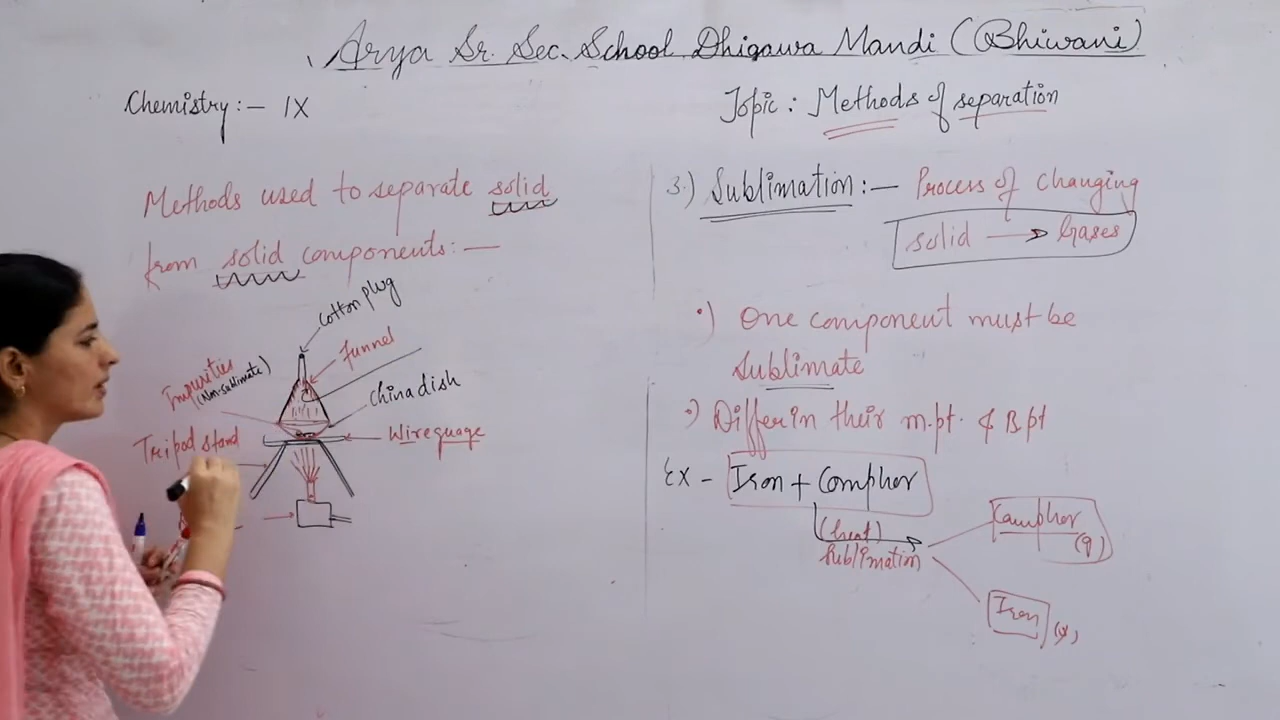 Arya Sr. Sec. School Dhigawa Mandi (Bhiwani)
Chemistry :- IX
Topic : Methods of separation
Methods used to separate solid
from solid components :-
Cotton plug
funnel
Impurities
(Non-sublimate)
China dish
Tripod stand
Wireguage
3.) Sublimation :- Process of changing
solid → Gases
•) One component must be
Sublimate
•) Differ in their m.pt. & B.pt
Ex - Iron + Camphor
(heat)
Sublimation
Camphor
(g)
Iron